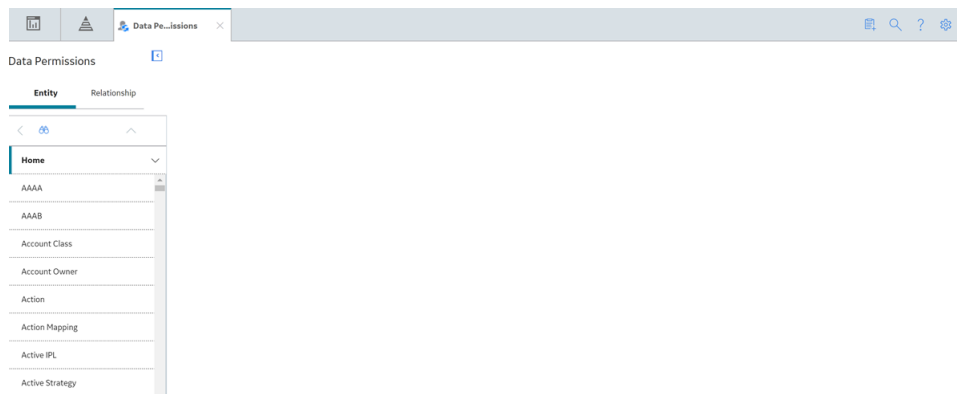 Data Pe...issions
Data Permissions
Entity Relationship
Home
AAAA
AAAB
Account Class
Account Owner
Action
Action Mapping
Active IPL
Active Strategy